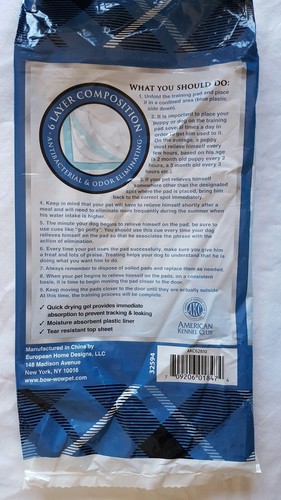 WHAT YOU SHOULD DO:
6 LAYER COMPOSITION
ANTIBACTERIAL & ODOR ELIMINATING
1. Unfold the training pad and place
it in a confined area (blue plastic
side down).
2. It is important to place your
puppy or dog on the training
pad several times a day in
order to get him used to it.
On the average, a puppy
must relieve himself every
few hours, based on his age
(a 2 month old puppy every 2
hours, a 3 month old every 3
hours etc.)
3. If your pet relieves himself
somewhere other than the designated
spot where the pad is placed, bring him
back to the correct spot immediately.
4. Keep in mind that your pet will have to relieve himself shortly after a
meal and will need to eliminate more frequently during the summer where
his water intake is higher.
5. The minute your dog begins to relieve himself on the pad, be sure to
use cues like "go potty". You should use this cue every time your dog
relieves himself on the pad so that he associates the phrase with the
action of elimination.
6. Every time your pet uses the pad successfully, make sure you give him
a treat and lots of praise. Treating helps your dog to understand that he is
doing what you want him to do.
7. Always remember to dispose of soiled pads and replace them as needed.
8. When your pet begins to relieve himself on the pads, on a consistent
basis, it is time to begin moving the pad closer to the door.
9. Keep moving the pads closer to the door until they are actually outside.
At this time, the training process will be complete.
✓ Quick drying gel provides immediate
absorption to prevent tracking & leaking
✓ Moisture absorbent plastic liner
✓ Tear resistant top sheet
AKC
AMERICAN
KENNEL CLUB
Manufactured in China by
European Home Designs, LLC
148 Madison Avenue
New York, NY 10016
www.bow-wowpet.com
32594
7 09206 01847 4